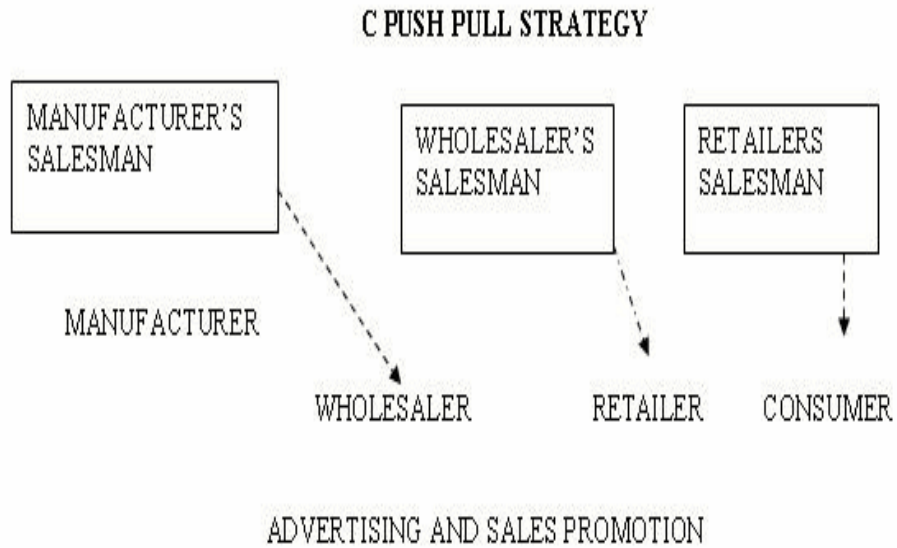 C PUSH PULL STRATEGY
MANUFACTURER'S
SALESMAN
WHOLESALER'S
SALESMAN
RETAILERS
SALESMAN
MANUFACTURER
WHOLESALER
RETAILER
CONSUMER
ADVERTISING AND SALES PROMOTION